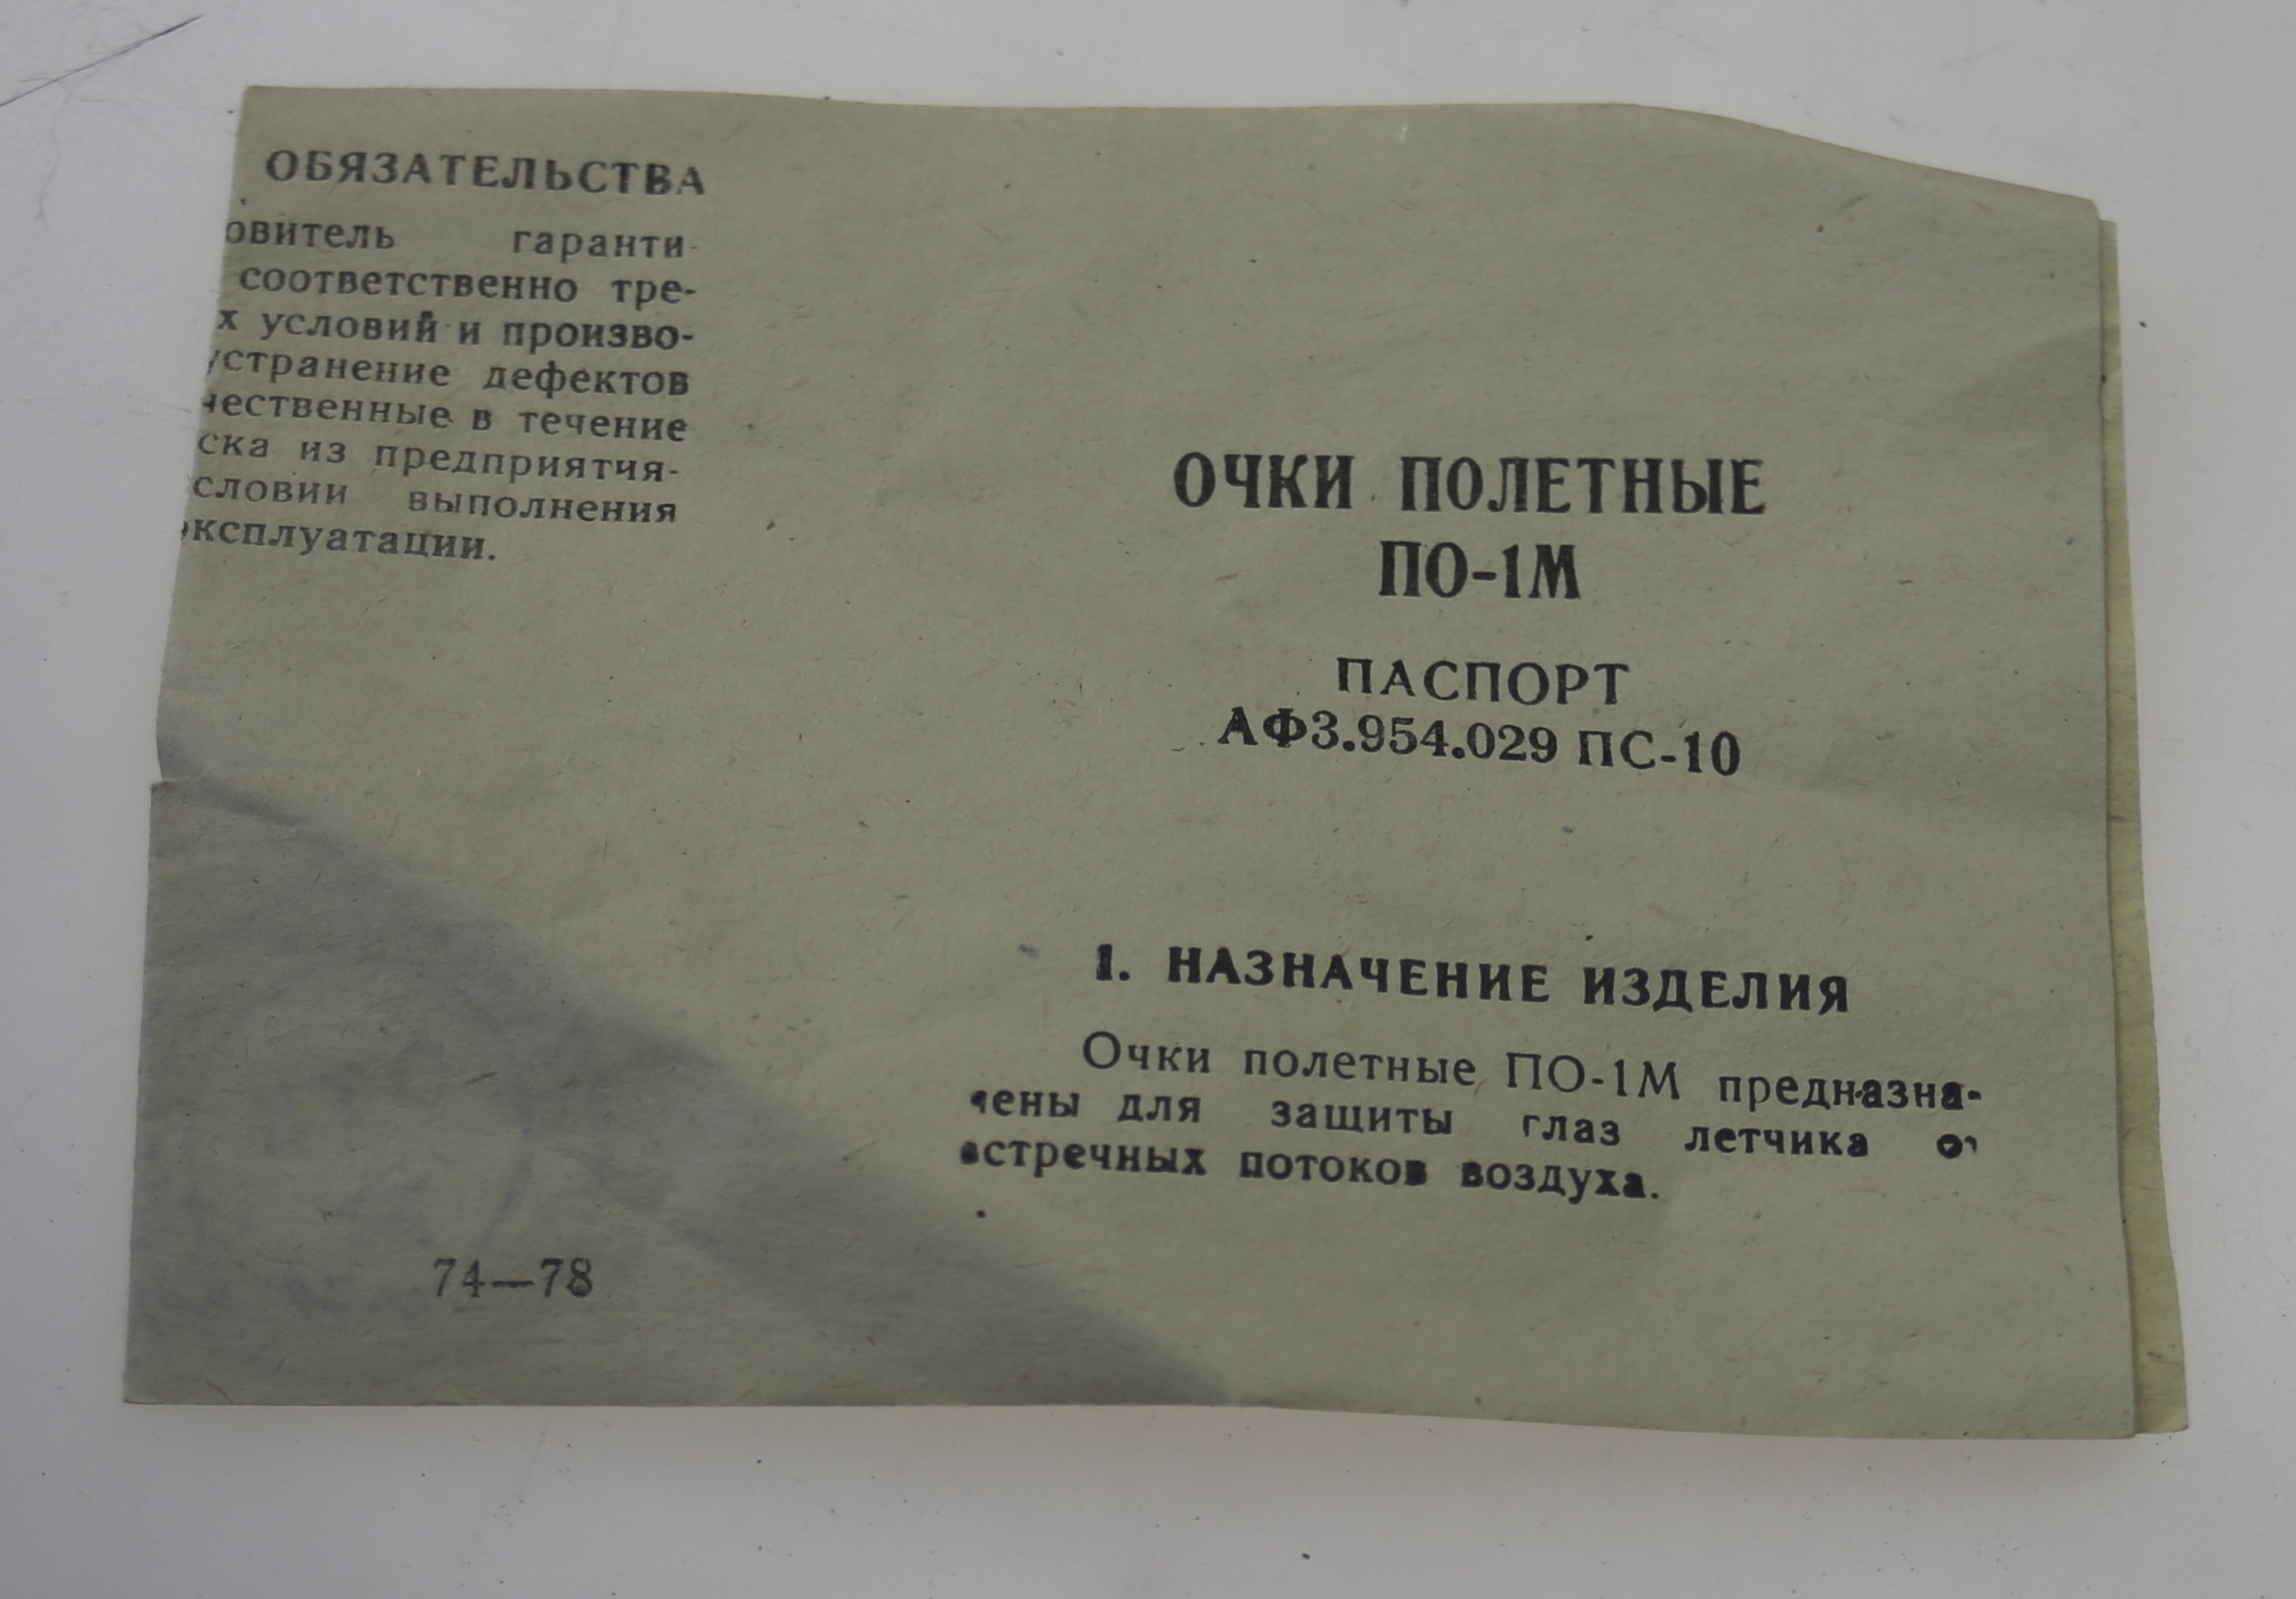 ОБЯЗАТЕЛЬСТВА
овитель гаранти-
соответственно тре-
х условий и произво-
устранение дефектов
чественные в течение
ска из предприятия-
словии выполнения
эксплуатации.
74—78
ОЧКИ ПОЛЕТНЫЕ
ПО-1М
ПАСПОРТ
АФ3.954.029 ПС-10
1. НАЗНАЧЕНИЕ ИЗДЕЛИЯ
Очки полетные ПО-1М предназна-
чены для защиты глаз летчика от
встречных потоков воздуха.